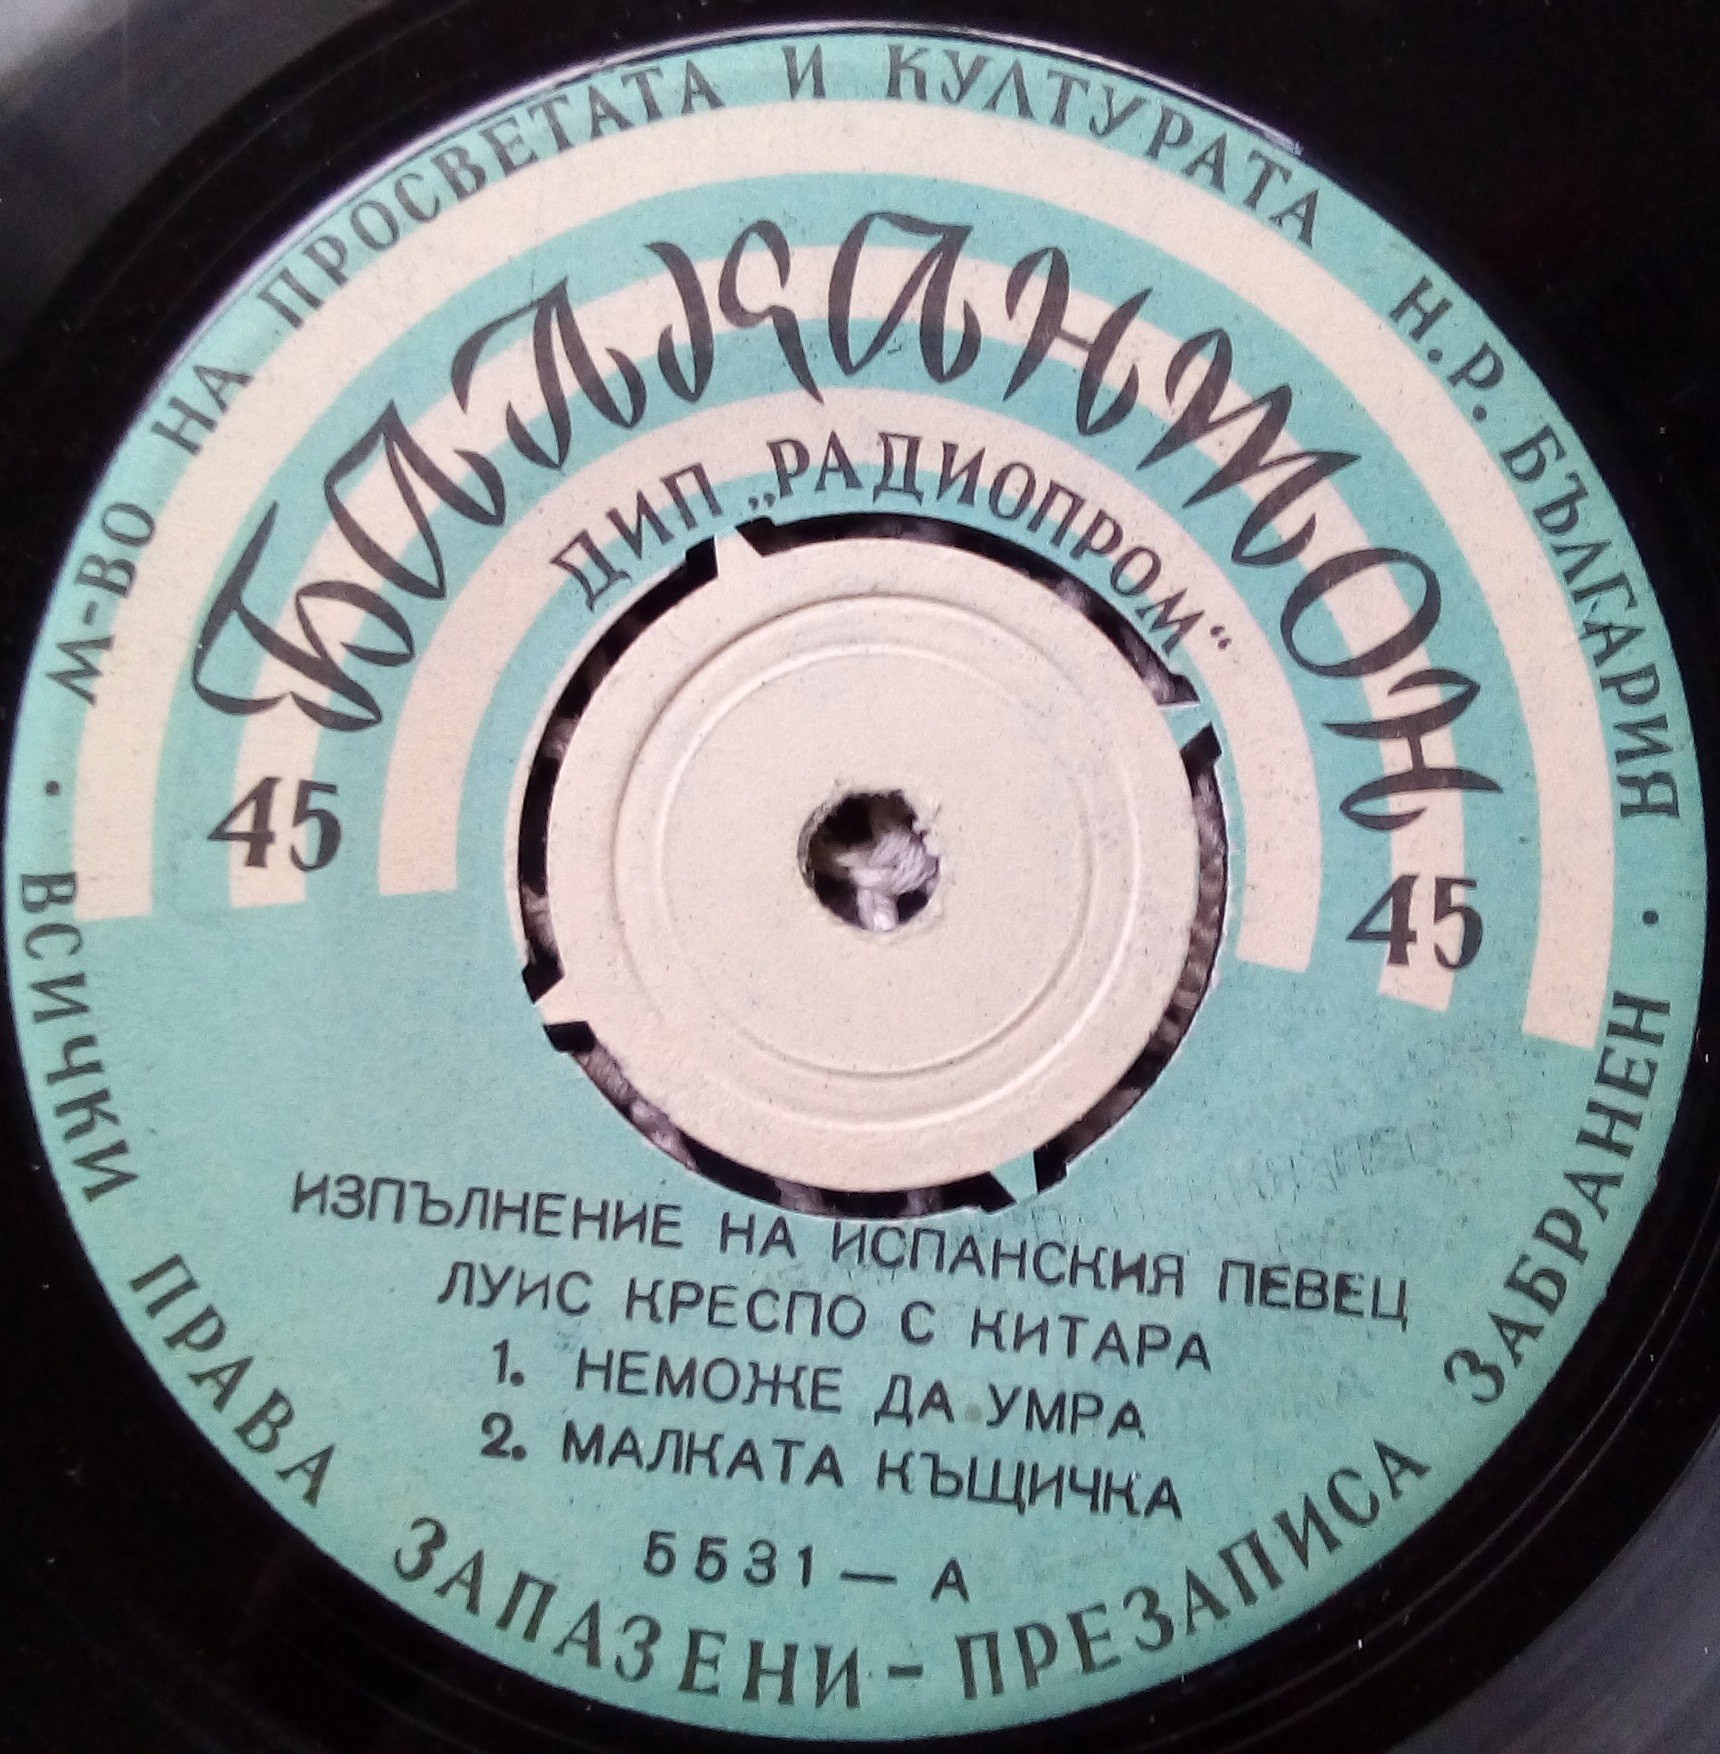 М-ВО НА ПРОСВЕТАТА И КУЛТУРАТА Н.Р. БЪЛГАРИЯ
БАЛКАНТОН
ДИП „РАДИОПРОМ“
45
45
ИЗПЪЛНЕНИЕ НА ИСПАНСКИЯ ПЕВЕЦ
ЛУИС КРЕСПО С КИТАРА
1. НЕМОЖЕ ДА УМРА
2. МАЛКАТА КЪЩИЧКА
5531 — А
· ВСИЧКИ ПРАВА ЗАПАЗЕНИ - ПРЕЗАПИСА ЗАБРАНЕН ·